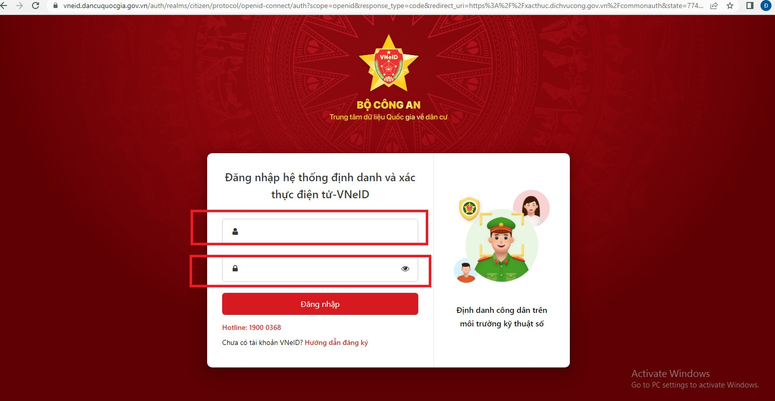 vneid.dancuquocgia.gov.vn/auth/realms/citizen/protocol/openid-connect/auth?scope=openid&response_type=code&redirect_uri=https%3A%2F%2Fxacthuc.dichvucong.gov.vn%2Fcommonauth&state=774...
Đ
VNeID
BỘ CÔNG AN
Trung tâm dữ liệu Quốc gia về dân cư
Đăng nhập hệ thống định danh và xác
thực điện tử-VNeID
Đăng nhập
Hotline: 1900 0368
Chưa có tài khoản VNeID? Hướng dẫn đăng ký
Định danh công dân trên
môi trường kỹ thuật số
Activate Windows
Go to PC settings to activate Windows.